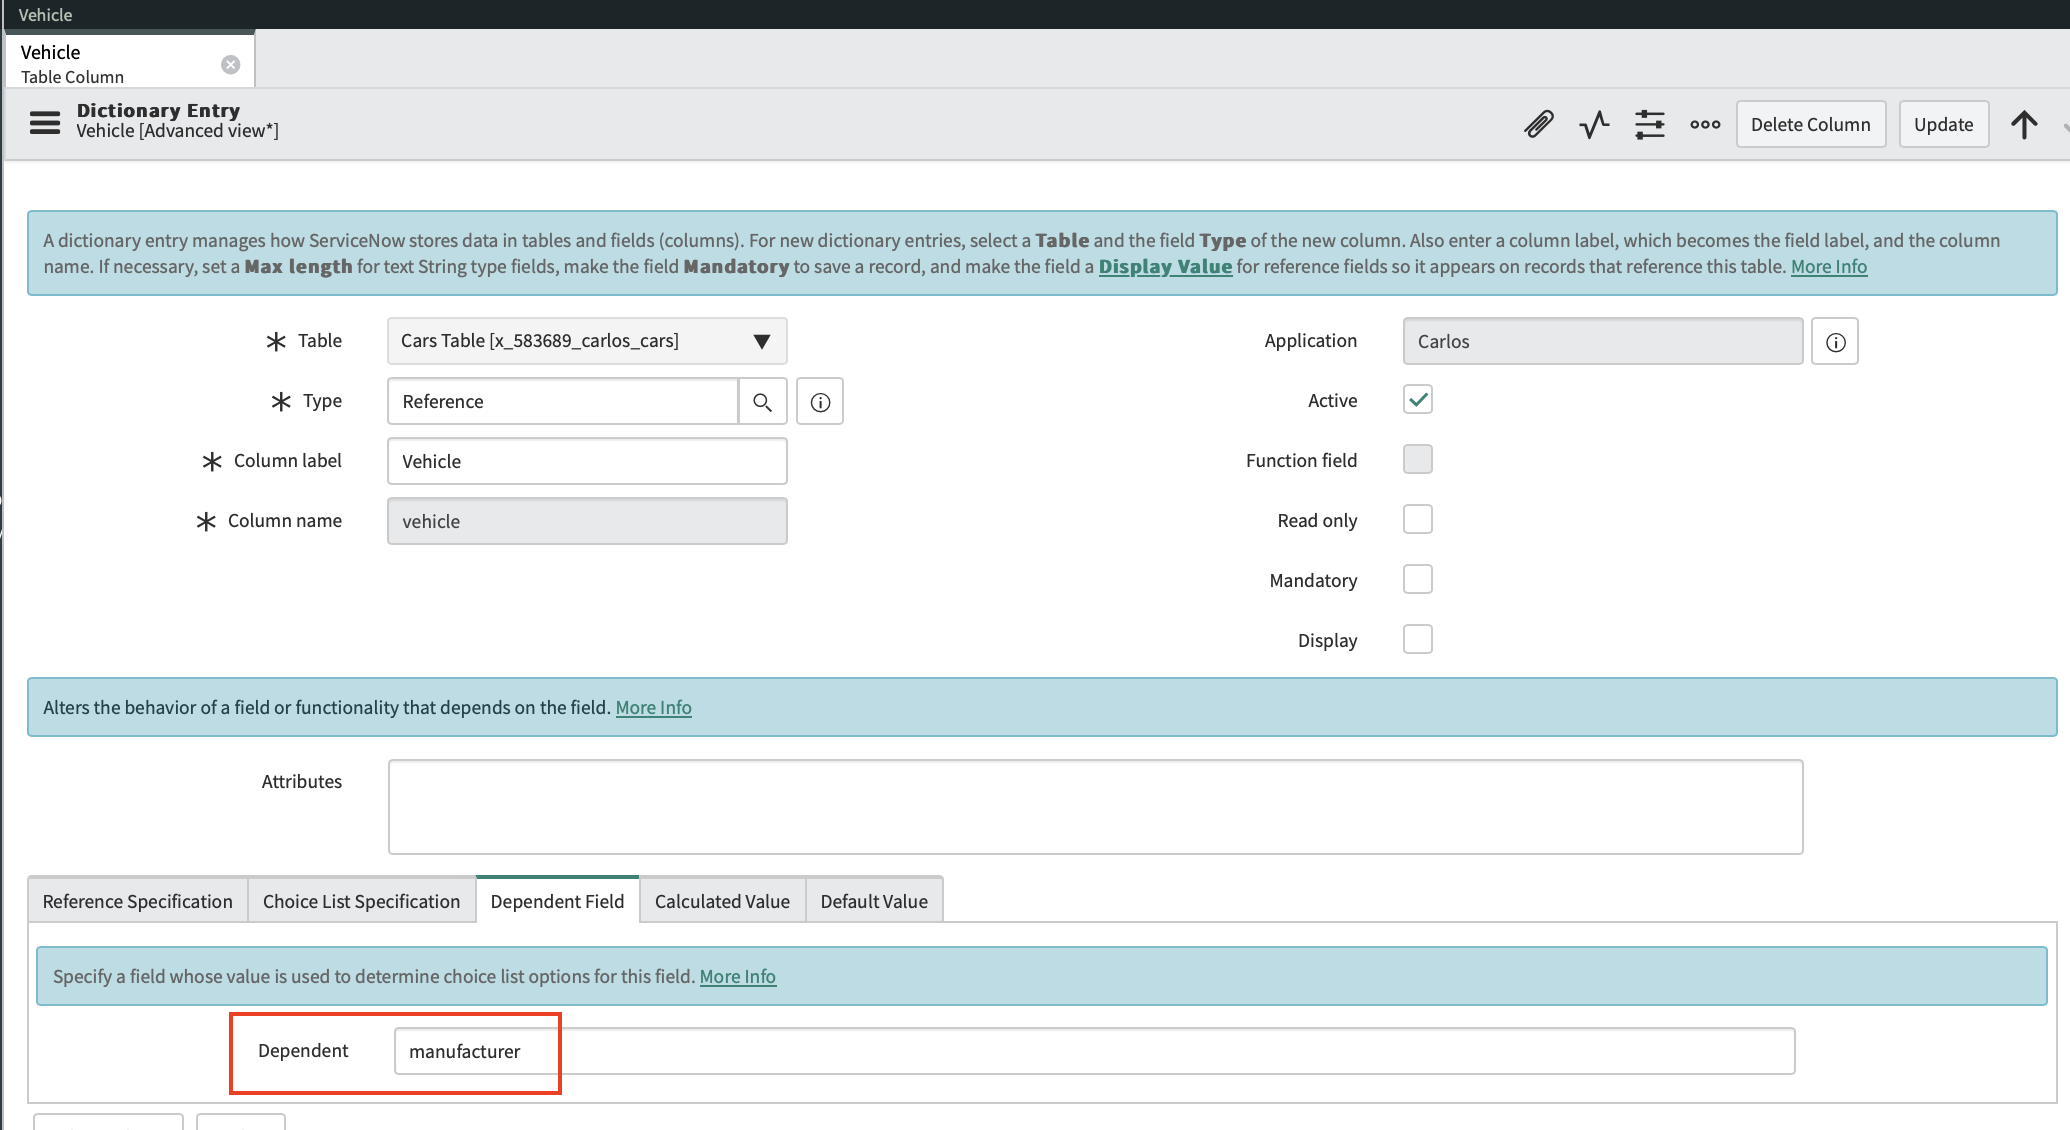 Vehicle
Vehicle
Table Column
Dictionary Entry
Vehicle [Advanced view*]
Delete Column
Update
A dictionary entry manages how ServiceNow stores data in tables and fields (columns). For new dictionary entries, select a Table and the field Type of the new column. Also enter a column label, which becomes the field label, and the column
name. If necessary, set a Max length for text String type fields, make the field Mandatory to save a record, and make the field a Display Value for reference fields so it appears on records that reference this table. More Info
Table
Cars Table [x_583689_carlos_cars]
Application
Carlos
Type
Reference
Active
Column label
Vehicle
Function field
Column name
vehicle
Read only
Mandatory
Display
Alters the behavior of a field or functionality that depends on the field. More Info
Attributes
Reference Specification
Choice List Specification
Dependent Field
Calculated Value
Default Value
Specify a field whose value is used to determine choice list options for this field. More Info
Dependent
manufacturer